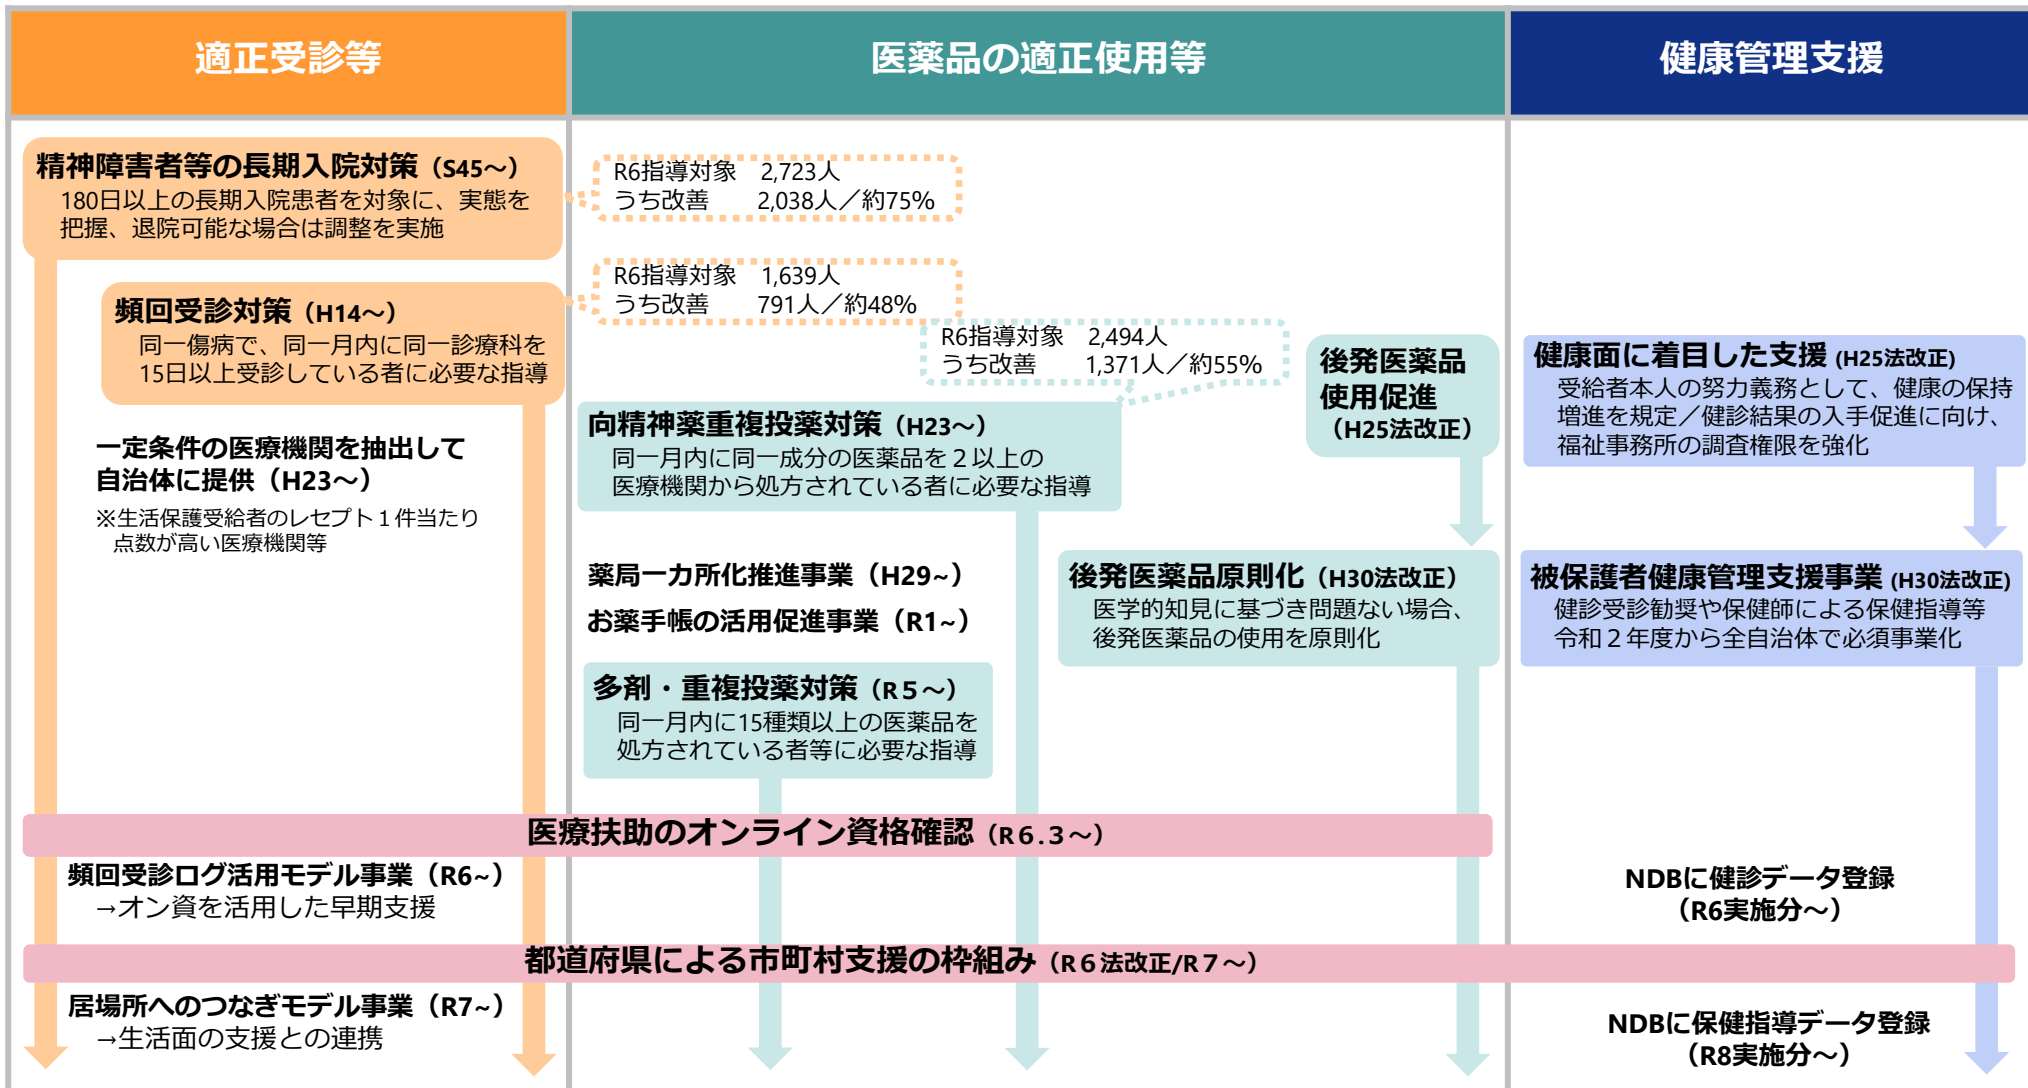 適正受診等
医薬品の適正使用等
健康管理支援
精神障害者等の長期入院対策（S45～）
180日以上の長期入院患者を対象に、実態を
把握、退院可能な場合は調整を実施
R6指導対象　2,723人
うち改善　　2,038人／約75%
頻回受診対策（H14～）
同一傷病で、同一月内に同一診療科を
15日以上受診している者に必要な指導
R6指導対象　1,639人
うち改善　　791人／約48%
一定条件の医療機関を抽出して
自治体に提供（H23～）
※生活保護受給者のレセプト１件当たり
点数が高い医療機関等
R6指導対象　2,494人
うち改善　　1,371人／約55%
向精神薬重複投薬対策（H23～）
同一月内に同一成分の医薬品を２以上の
医療機関から処方されている者に必要な指導
後発医薬品
使用促進
（H25法改正）
健康面に着目した支援 (H25法改正)
受給者本人の努力義務として、健康の保持
増進を規定／健診結果の入手促進に向け、
福祉事務所の調査権限を強化
薬局一カ所化推進事業（H29~）
お薬手帳の活用促進事業（R1~）
後発医薬品原則化（H30法改正）
医学的知見に基づき問題ない場合、
後発医薬品の使用を原則化
被保護者健康管理支援事業 (H30法改正)
健診受診勧奨や保健師による保健指導等
令和２年度から全自治体で必須事業化
多剤・重複投薬対策（R５～）
同一月内に15種類以上の医薬品を
処方されている者等に必要な指導
医療扶助のオンライン資格確認（R６.３～）
頻回受診ログ活用モデル事業（R6~）
→オン資を活用した早期支援
NDBに健診データ登録
（R6実施分～）
都道府県による市町村支援の枠組み（R６法改正/R７～）
居場所へのつなぎモデル事業（R7~）
→生活面の支援との連携
NDBに保健指導データ登録
（R8実施分～）